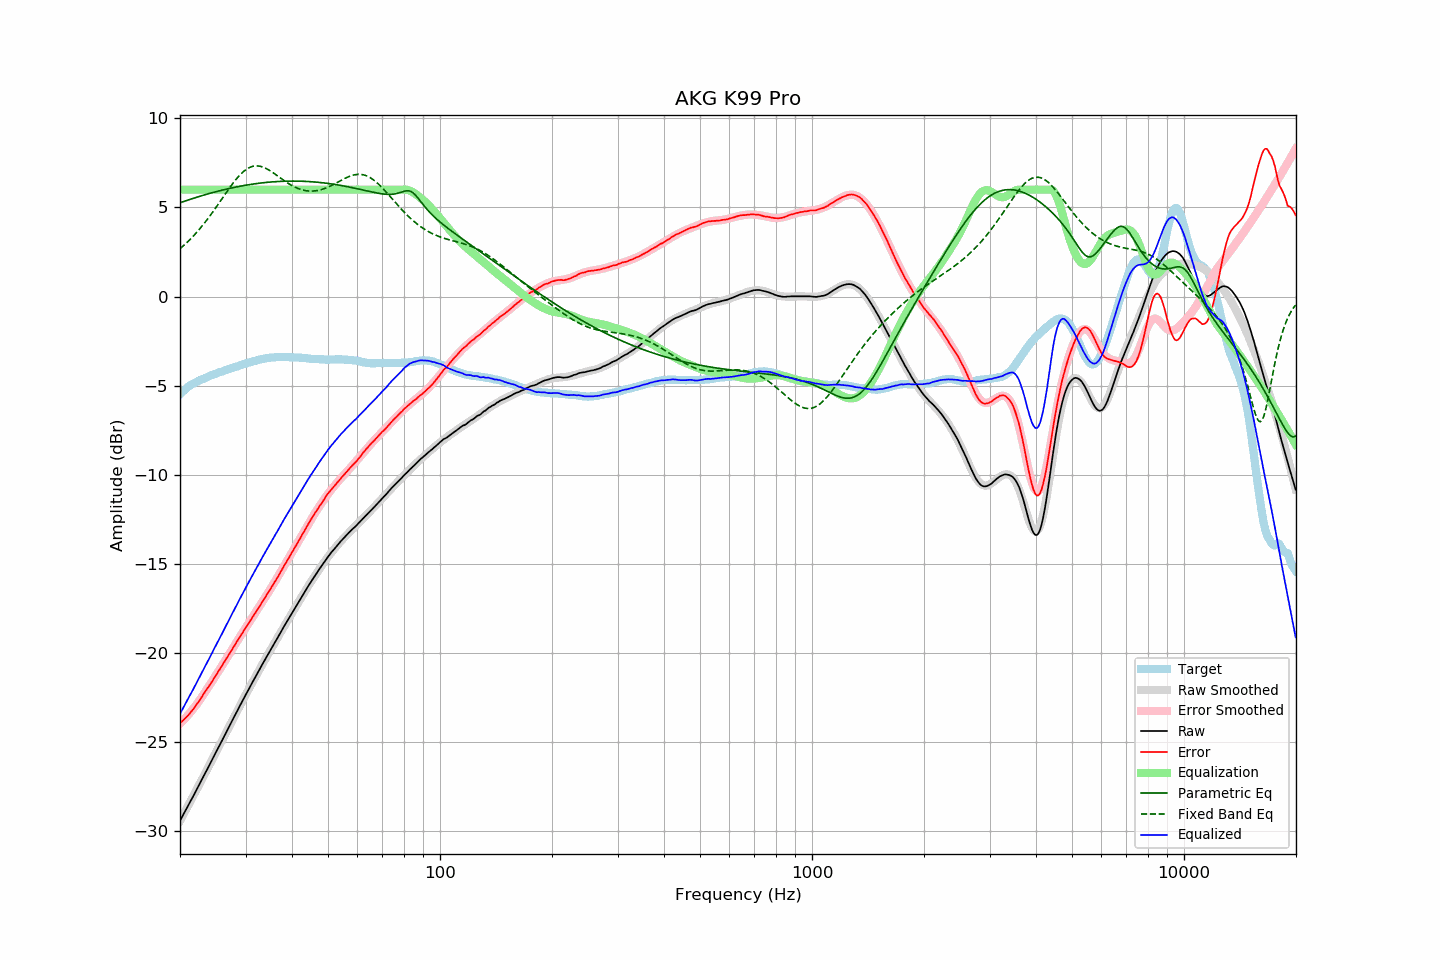 AKG K99 Pro
10
5
0
−5
−10
−15
−20
−25
−30
Amplitude (dBr)
100
1000
10000
Frequency (Hz)
Target
Raw Smoothed
Error Smoothed
Raw
Error
Equalization
Parametric Eq
Fixed Band Eq
Equalized